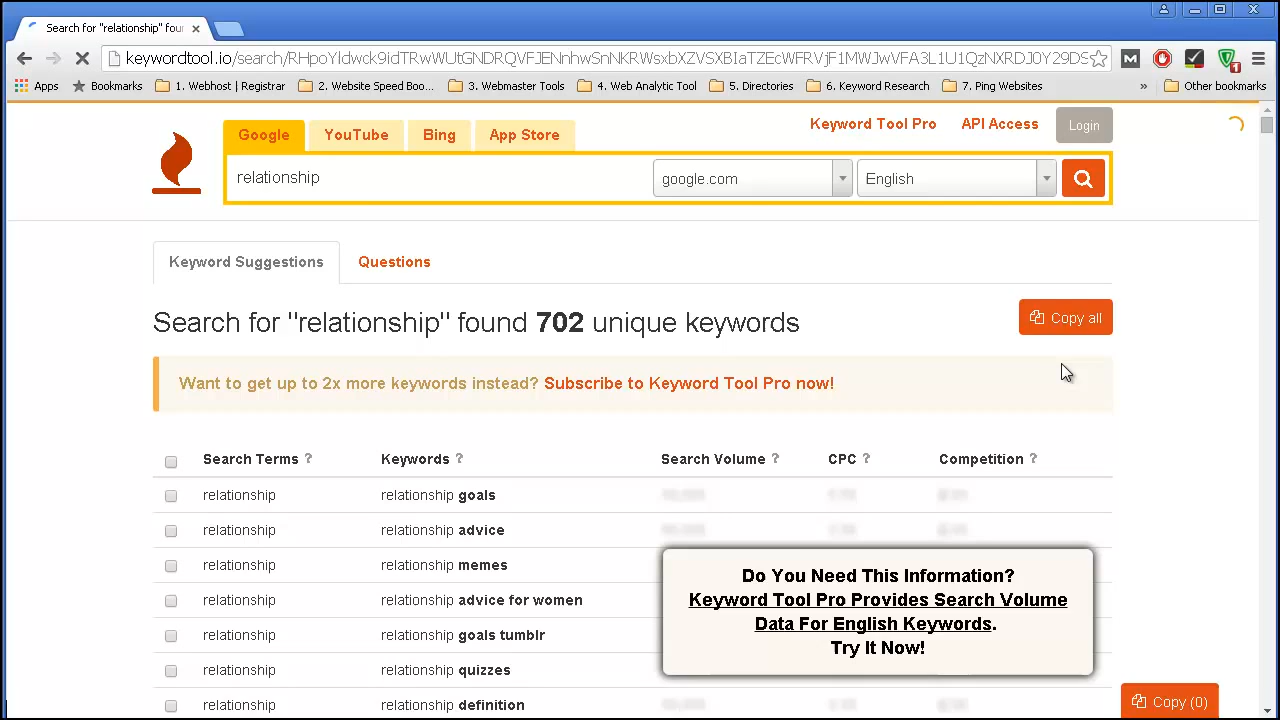 Search for "relationship" fou
keywordtool.io/search/
Apps Bookmarks 1. Webhost | Registrar 2. Website Speed Boo... 3. Webmaster Tools 4. Web Analytic Tool 5. Directories 6. Keyword Research 7. Ping Websites » Other bookmarks
Google YouTube Bing App Store Keyword Tool Pro API Access Login
relationship google.com English
Keyword Suggestions Questions
Search for "relationship" found 702 unique keywords Copy all
Want to get up to 2x more keywords instead? Subscribe to Keyword Tool Pro now!
Search Terms ? Keywords ? Search Volume ? CPC ? Competition ?
relationship relationship goals
relationship relationship advice
relationship relationship memes
relationship relationship advice for women
relationship relationship goals tumblr
relationship relationship quizzes
relationship relationship definition
Do You Need This Information?
Keyword Tool Pro Provides Search Volume
Data For English Keywords.
Try It Now!
Copy (0)